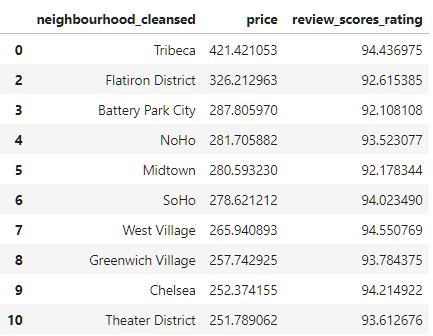 neighbourhood_cleansed price review_scores_rating
0 Tribeca 421.421053 94.436975
2 Flatiron District 326.212963 92.615385
3 Battery Park City 287.805970 92.108108
4 NoHo 281.705882 93.523077
5 Midtown 280.593230 92.178344
6 SoHo 278.621212 94.023490
7 West Village 265.940893 94.550769
8 Greenwich Village 257.742925 93.784375
9 Chelsea 252.374155 94.214922
10 Theater District 251.789062 93.612676